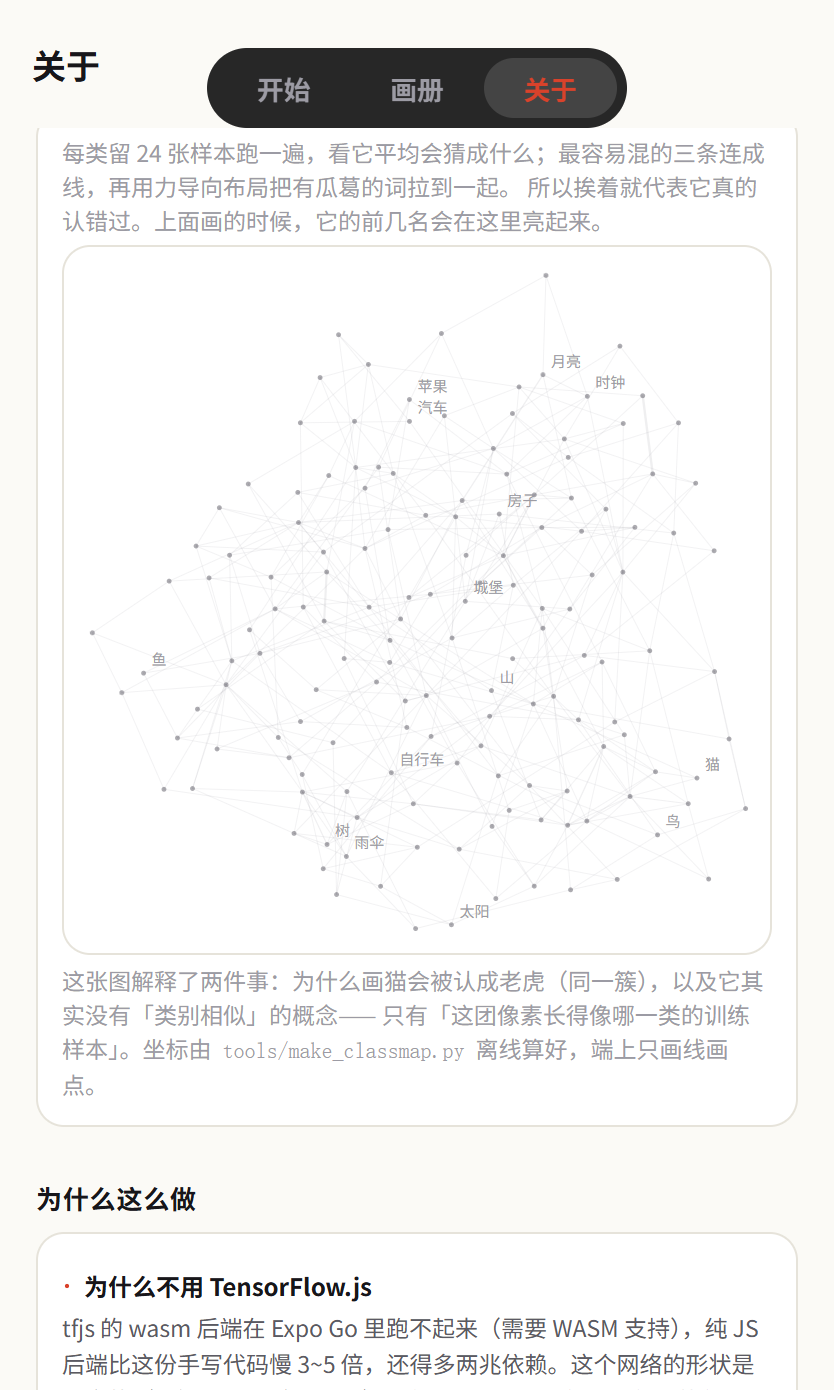 关于
开始
画册
关于
每类留 24 张样本跑一遍，看它平均会猜成什么；最容易混的三条连成
线，再用力导向布局把有瓜葛的词拉到一起。 所以挨着就代表它真的
认错过。上面画的时候，它的前几名会在这里亮起来。
月亮
时钟
苹果
汽车
房子
城堡
鱼
山
自行车
猫
鸟
树
雨伞
太阳
这张图解释了两件事：为什么画猫会被认成老虎（同一簇），以及它其
实没有「类别相似」的概念—— 只有「这团像素长得像哪一类的训练
样本」。坐标由 tools/make_classmap.py 离线算好，端上只画线画
点。
为什么这么做
· 为什么不用 TensorFlow.js
tfjs 的 wasm 后端在 Expo Go 里跑不起来（需要 WASM 支持），纯 JS
后端比这份手写代码慢 3~5 倍，还得多两兆依赖。这个网络的形状是